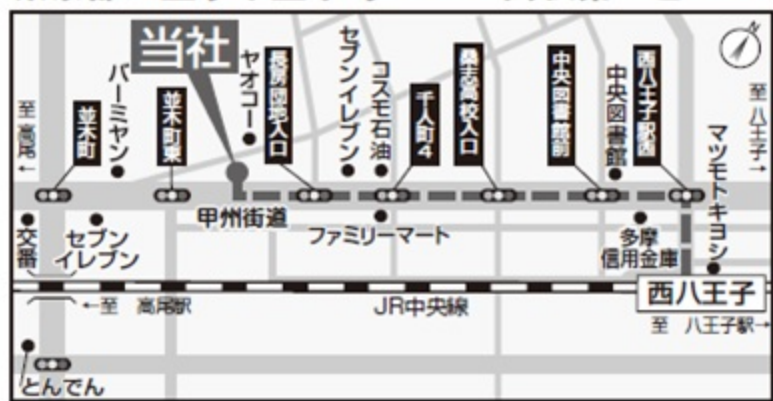 当社
至高尾←
並木町
バーミヤン
並木町東
ヤオコー
長房団地入口
セブンイレブン
コスモ石油
千人町4
桑志高校入口
中央図書館前
中央図書館
西八王子駅西
マツモトキヨシ
至八王子→
交番
セブン
イレブン
甲州街道
ファミリーマート
多摩
信用金庫
←至 高尾駅
JR中央線
西八王子
至 八王子駅→
とんでん